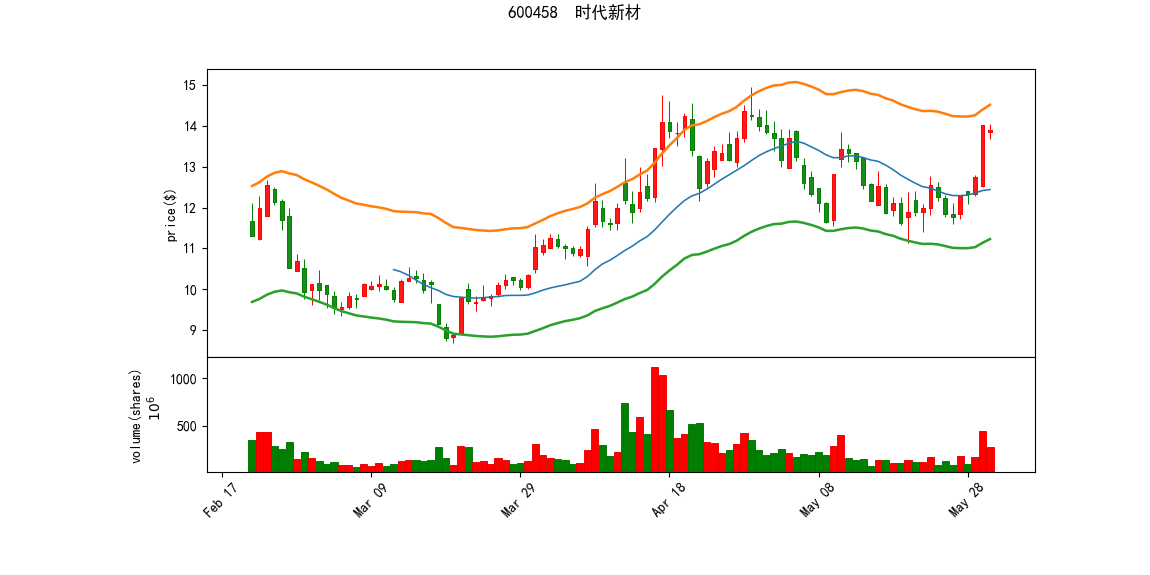 600458 时代新材
15
14
13
12
11
10
9
price($)
1000
500
volume(shares)
10^6
Feb 17
Mar 09
Mar 29
Apr 18
May 08
May 28